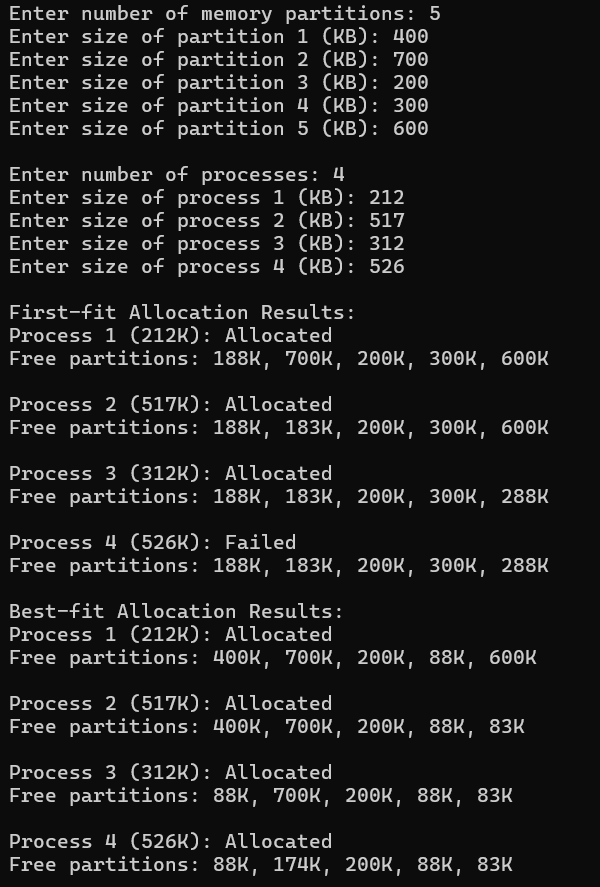 Enter number of memory partitions: 5
Enter size of partition 1 (KB): 400
Enter size of partition 2 (KB): 700
Enter size of partition 3 (KB): 200
Enter size of partition 4 (KB): 300
Enter size of partition 5 (KB): 600
Enter number of processes: 4
Enter size of process 1 (KB): 212
Enter size of process 2 (KB): 517
Enter size of process 3 (KB): 312
Enter size of process 4 (KB): 526
First-fit Allocation Results:
Process 1 (212K): Allocated
Free partitions: 188K, 700K, 200K, 300K, 600K
Process 2 (517K): Allocated
Free partitions: 188K, 183K, 200K, 300K, 600K
Process 3 (312K): Allocated
Free partitions: 188K, 183K, 200K, 300K, 288K
Process 4 (526K): Failed
Free partitions: 188K, 183K, 200K, 300K, 288K
Best-fit Allocation Results:
Process 1 (212K): Allocated
Free partitions: 400K, 700K, 200K, 88K, 600K
Process 2 (517K): Allocated
Free partitions: 400K, 700K, 200K, 88K, 83K
Process 3 (312K): Allocated
Free partitions: 88K, 700K, 200K, 88K, 83K
Process 4 (526K): Allocated
Free partitions: 88K, 174K, 200K, 88K, 83K